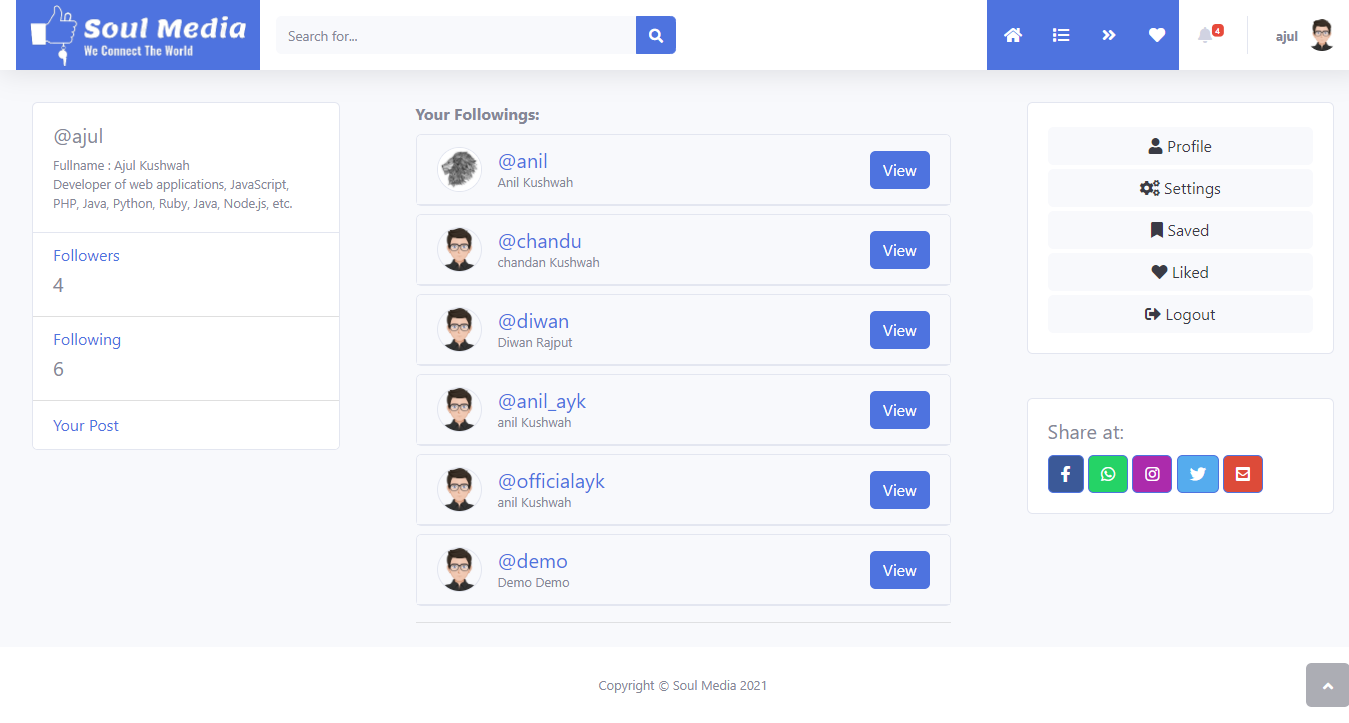 Soul Media
We Connect The World
Search for...
4
ajul
@ajul
Fullname : Ajul Kushwah
Developer of web applications, JavaScript,
PHP, Java, Python, Ruby, Java, Node.js, etc.
Followers
4
Following
6
Your Post
Your Followings:
@anil
Anil Kushwah
View
@chandu
chandan Kushwah
View
@diwan
Diwan Rajput
View
@anil_ayk
anil Kushwah
View
@officialayk
anil Kushwah
View
@demo
Demo Demo
View
Profile
Settings
Saved
Liked
Logout
Share at:
Copyright © Soul Media 2021